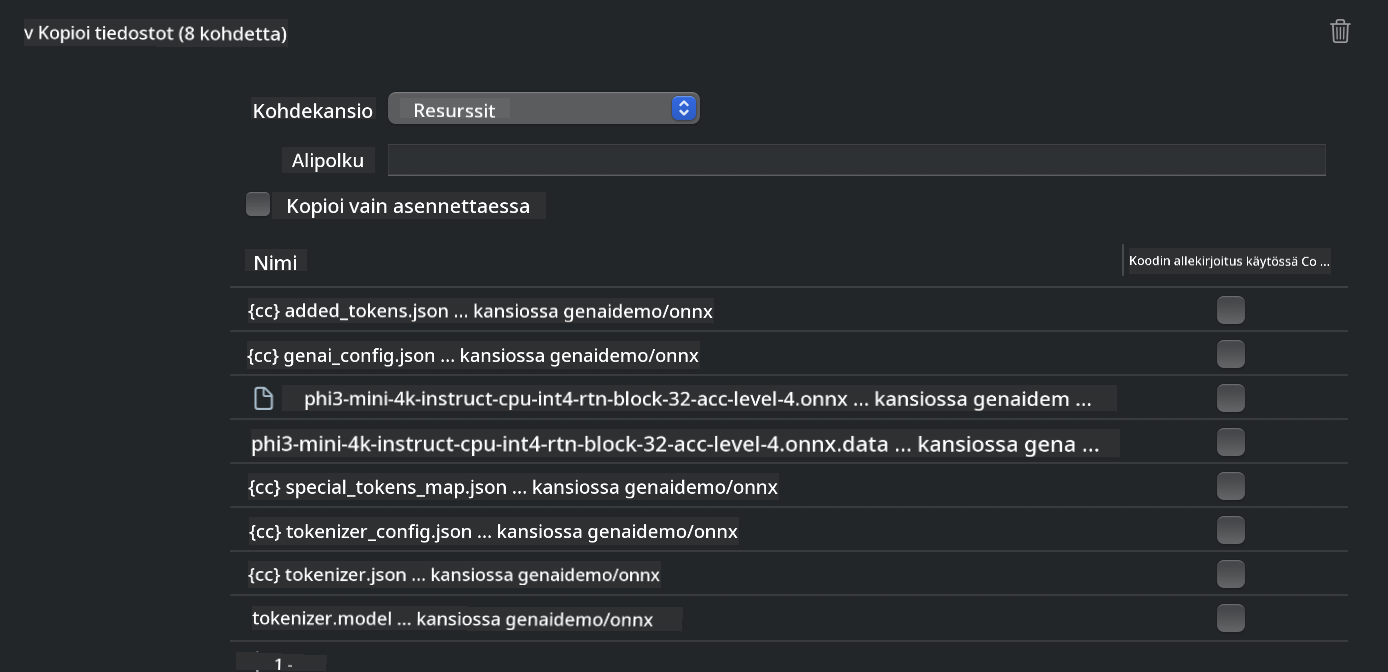 v Kopioi tiedostot (8 kohdetta)
Kohdekansio Resurssit
Alipolku
Kopioi vain asennettaessa
Nimi Koodin allekirjoitus käytössä Co ...
{cc} added_tokens.json ... kansiossa genaidemo/onnx
{cc} genai_config.json ... kansiossa genaidemo/onnx
phi3-mini-4k-instruct-cpu-int4-rtn-block-32-acc-level-4.onnx ... kansiossa genaidem ...
phi3-mini-4k-instruct-cpu-int4-rtn-block-32-acc-level-4.onnx.data ... kansiossa gena ...
{cc} special_tokens_map.json ... kansiossa genaidemo/onnx
{cc} tokenizer_config.json ... kansiossa genaidemo/onnx
{cc} tokenizer.json ... kansiossa genaidemo/onnx
tokenizer.model ... kansiossa genaidemo/onnx
1 -